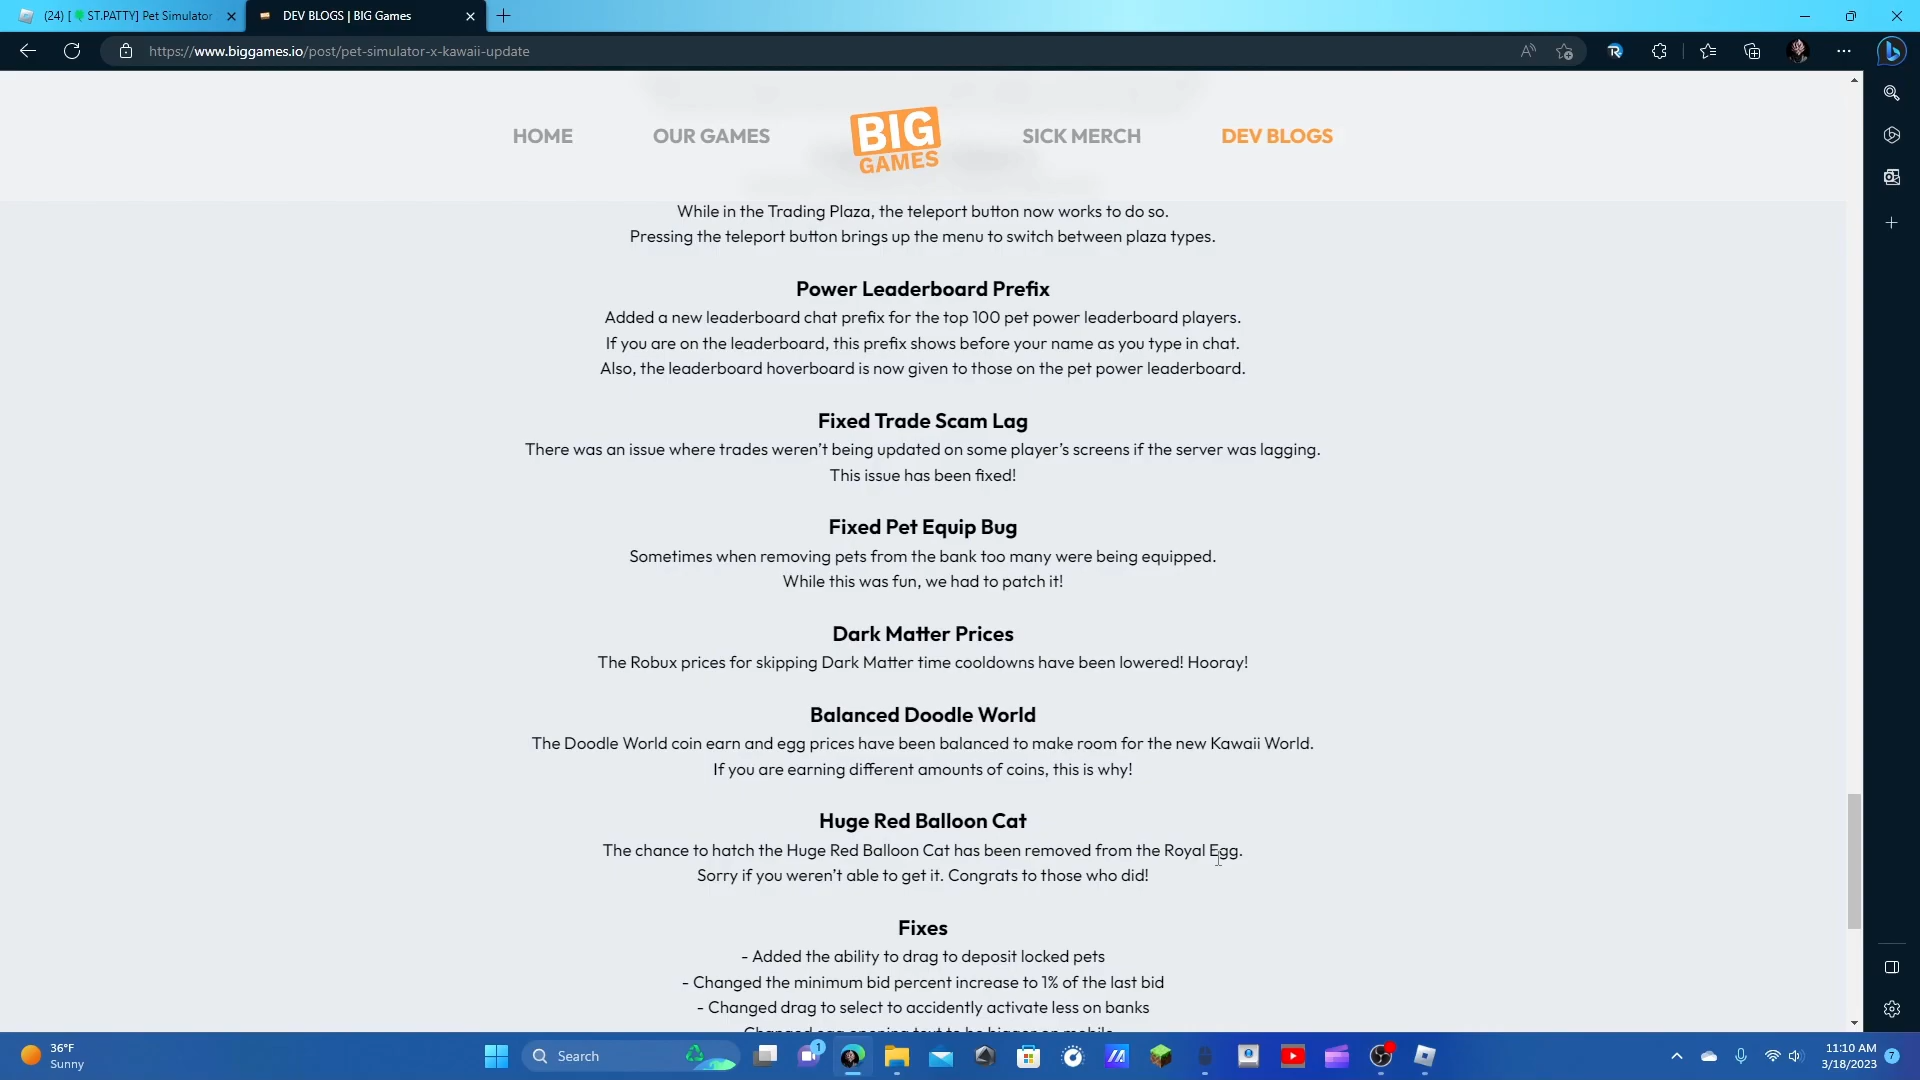 (24) [🍀ST.PATTY] Pet Simulator
DEV BLOGS | BIG Games
https://www.biggames.io/post/pet-simulator-x-kawaii-update
HOME
OUR GAMES
BIG
GAMES
SICK MERCH
DEV BLOGS
While in the Trading Plaza, the teleport button now works to do so.
Pressing the teleport button brings up the menu to switch between plaza types.
Power Leaderboard Prefix
Added a new leaderboard chat prefix for the top 100 pet power leaderboard players.
If you are on the leaderboard, this prefix shows before your name as you type in chat.
Also, the leaderboard hoverboard is now given to those on the pet power leaderboard.
Fixed Trade Scam Lag
There was an issue where trades weren't being updated on some player's screens if the server was lagging.
This issue has been fixed!
Fixed Pet Equip Bug
Sometimes when removing pets from the bank too many were being equipped.
While this was fun, we had to patch it!
Dark Matter Prices
The Robux prices for skipping Dark Matter time cooldowns have been lowered! Hooray!
Balanced Doodle World
The Doodle World coin earn and egg prices have been balanced to make room for the new Kawaii World.
If you are earning different amounts of coins, this is why!
Huge Red Balloon Cat
The chance to hatch the Huge Red Balloon Cat has been removed from the Royal Egg.
Sorry if you weren't able to get it. Congrats to those who did!
Fixes
- Added the ability to drag to deposit locked pets
- Changed the minimum bid percent increase to 1% of the last bid
- Changed drag to select to accidently activate less on banks
36°F
Sunny
Search
1
11:10 AM
3/18/2023
7